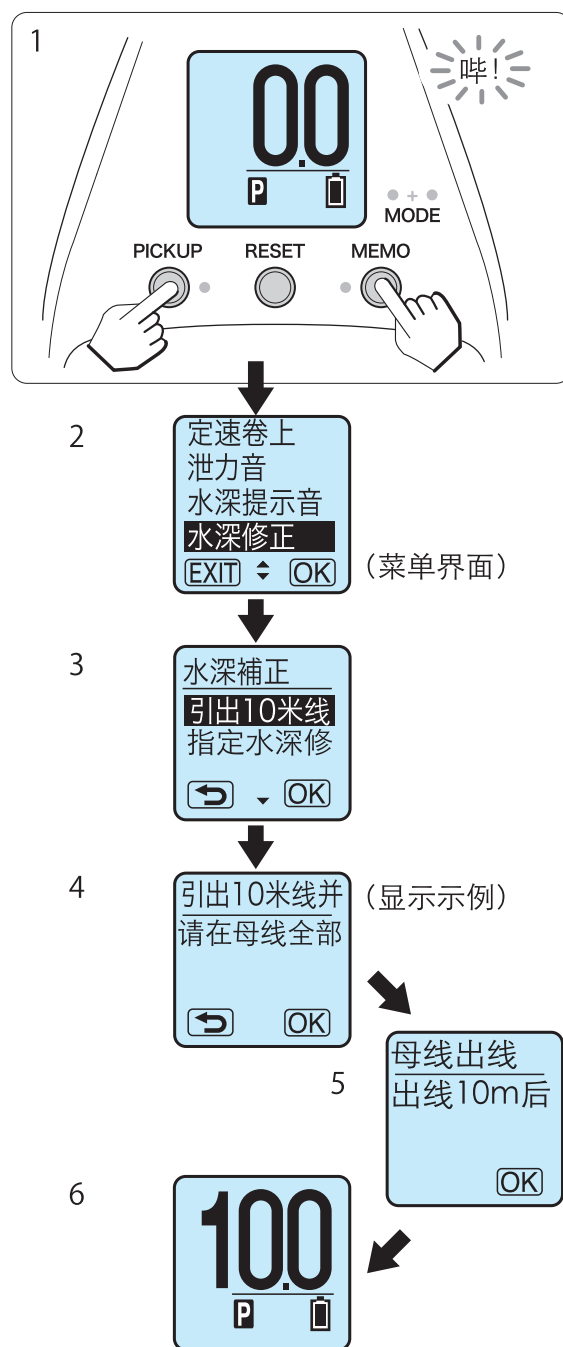 1
哔!
0.0
P
+
MODE
PICKUP RESET MEMO
2
定速卷上
泄力音
水深提示音
水深修正
EXIT OK
(菜单界面)
3
水深補正
引出10米线
指定水深修
OK
4
引出10米线并
请在母线全部
OK
(显示示例)
5
母线出线
出线10m后
OK
6
10.0
P